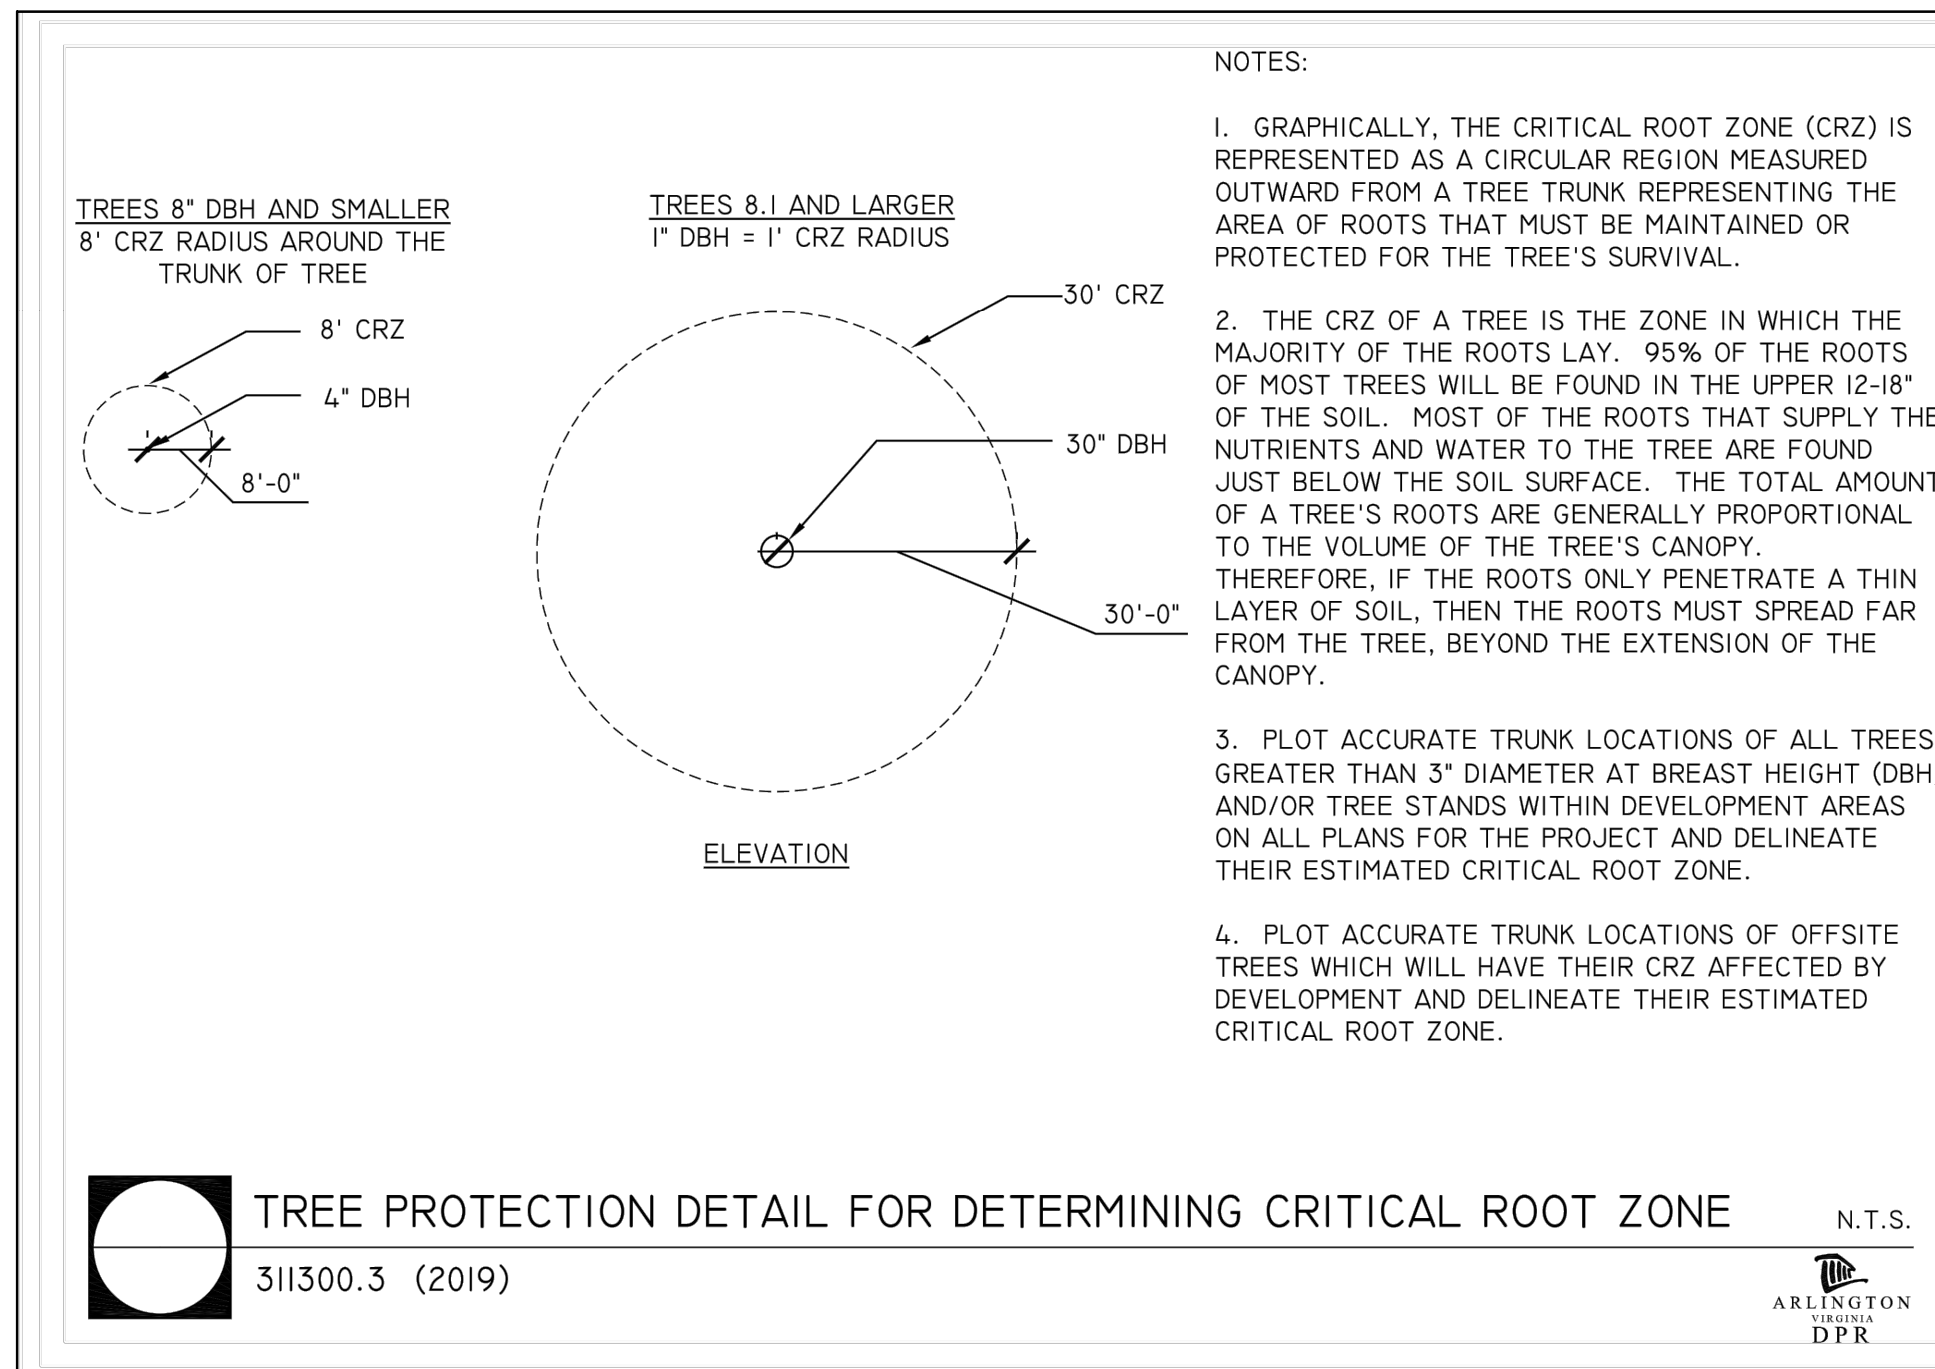 TREES 8" DBH AND SMALLER
8' CRZ RADIUS AROUND THE
TRUNK OF TREE
8' CRZ
4" DBH
8'-0"
TREES 8.1 AND LARGER
1" DBH = 1' CRZ RADIUS
30' CRZ
30" DBH
30'-0"
ELEVATION
NOTES:
1. GRAPHICALLY, THE CRITICAL ROOT ZONE (CRZ) IS
REPRESENTED AS A CIRCULAR REGION MEASURED
OUTWARD FROM A TREE TRUNK REPRESENTING THE
AREA OF ROOTS THAT MUST BE MAINTAINED OR
PROTECTED FOR THE TREE'S SURVIVAL.
2. THE CRZ OF A TREE IS THE ZONE IN WHICH THE
MAJORITY OF THE ROOTS LAY. 95% OF THE ROOTS
OF MOST TREES WILL BE FOUND IN THE UPPER 12-18"
OF THE SOIL. MOST OF THE ROOTS THAT SUPPLY THE
NUTRIENTS AND WATER TO THE TREE ARE FOUND
JUST BELOW THE SOIL SURFACE. THE TOTAL AMOUNT
OF A TREE'S ROOTS ARE GENERALLY PROPORTIONAL
TO THE VOLUME OF THE TREE'S CANOPY.
THEREFORE, IF THE ROOTS ONLY PENETRATE A THIN
LAYER OF SOIL, THEN THE ROOTS MUST SPREAD FAR
FROM THE TREE, BEYOND THE EXTENSION OF THE
CANOPY.
3. PLOT ACCURATE TRUNK LOCATIONS OF ALL TREES
GREATER THAN 3" DIAMETER AT BREAST HEIGHT (DBH)
AND/OR TREE STANDS WITHIN DEVELOPMENT AREAS
ON ALL PLANS FOR THE PROJECT AND DELINEATE
THEIR ESTIMATED CRITICAL ROOT ZONE.
4. PLOT ACCURATE TRUNK LOCATIONS OF OFFSITE
TREES WHICH WILL HAVE THEIR CRZ AFFECTED BY
DEVELOPMENT AND DELINEATE THEIR ESTIMATED
CRITICAL ROOT ZONE.
TREE PROTECTION DETAIL FOR DETERMINING CRITICAL ROOT ZONE
N.T.S.
311300.3 (2019)
ARLINGTON
VIRGINIA
DPR